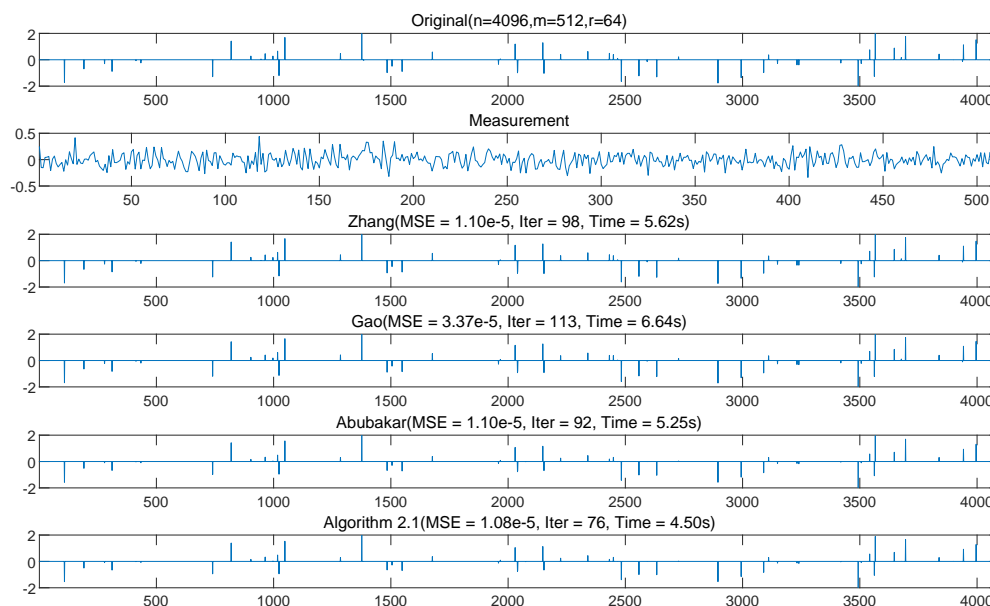 Original(n=4096,m=512,r=64)
2
0
-2
500 1000 1500 2000 2500 3000 3500 4000
Measurement
0.5
0
-0.5
50 100 150 200 250 300 350 400 450 500
Zhang(MSE = 1.10e-5, Iter = 98, Time = 5.62s)
2
0
-2
500 1000 1500 2000 2500 3000 3500 4000
Gao(MSE = 3.37e-5, Iter = 113, Time = 6.64s)
2
0
-2
500 1000 1500 2000 2500 3000 3500 4000
Abubakar(MSE = 1.10e-5, Iter = 92, Time = 5.25s)
2
0
-2
500 1000 1500 2000 2500 3000 3500 4000
Algorithm 2.1(MSE = 1.08e-5, Iter = 76, Time = 4.50s)
2
0
-2
500 1000 1500 2000 2500 3000 3500 4000